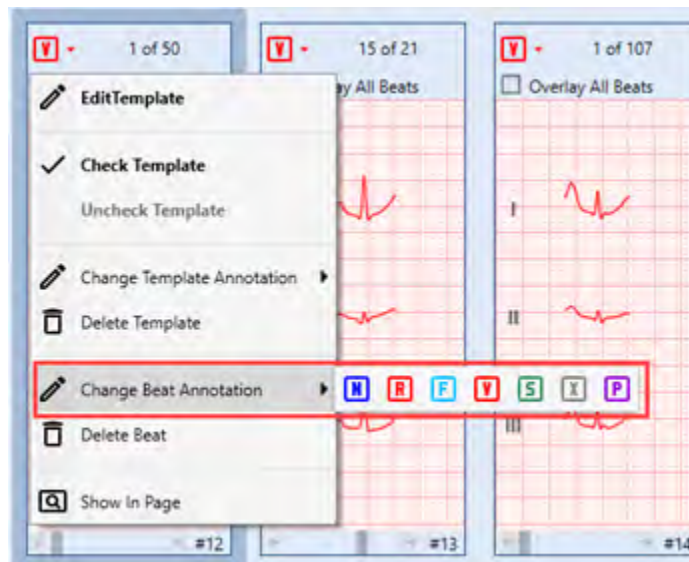 V 1 of 50
V 15 of 21
V 1 of 107
EditTemplate
ay All Beats
Overlay All Beats
Check Template
Uncheck Template
I
Change Template Annotation
Delete Template
II
Change Beat Annotation
N R F V S X P
Delete Beat
III
Show In Page
#12
#13
#14